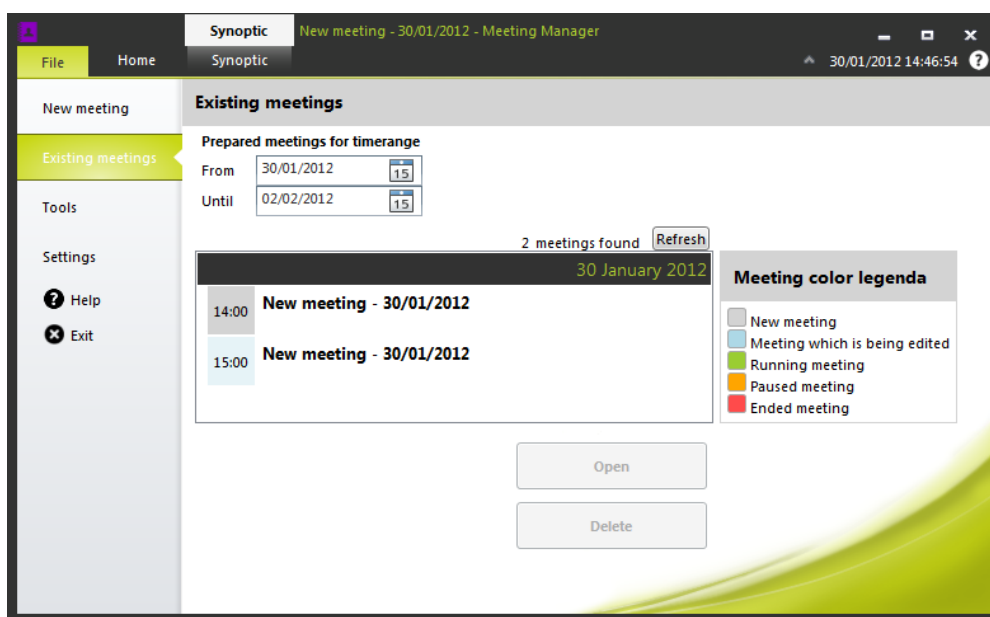 Synoptic New meeting - 30/01/2012 - Meeting Manager
File Home Synoptic 30/01/2012 14:46:54 ?
New meeting
Existing meetings
Tools
Settings
? Help
Exit
Existing meetings
Prepared meetings for timerange
From 30/01/2012 15
Until 02/02/2012 15
2 meetings found Refresh
30 January 2012
14:00 New meeting - 30/01/2012
15:00 New meeting - 30/01/2012
Meeting color legenda
New meeting
Meeting which is being edited
Running meeting
Paused meeting
Ended meeting
Open
Delete